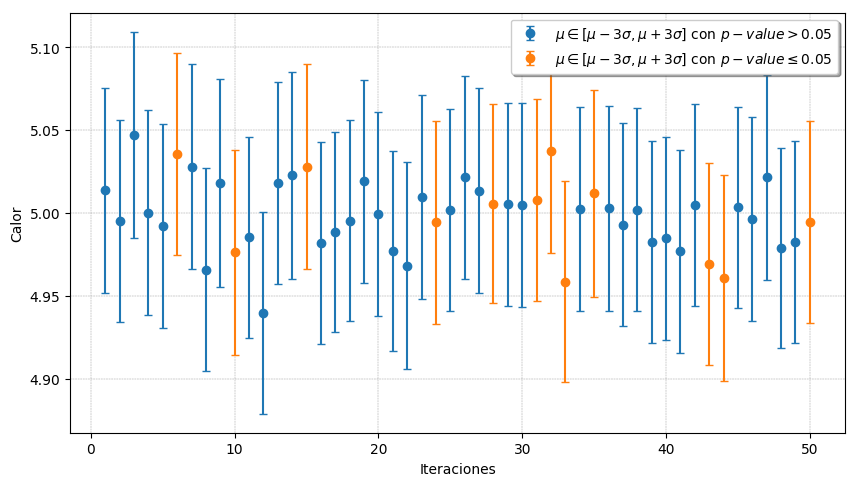 μ ∈ [μ − 3σ, μ + 3σ] con p − value > 0.05
μ ∈ [μ − 3σ, μ + 3σ] con p − value ≤ 0.05
5.10
5.05
5.00
4.95
4.90
Calor
0 10 20 30 40 50
Iteraciones